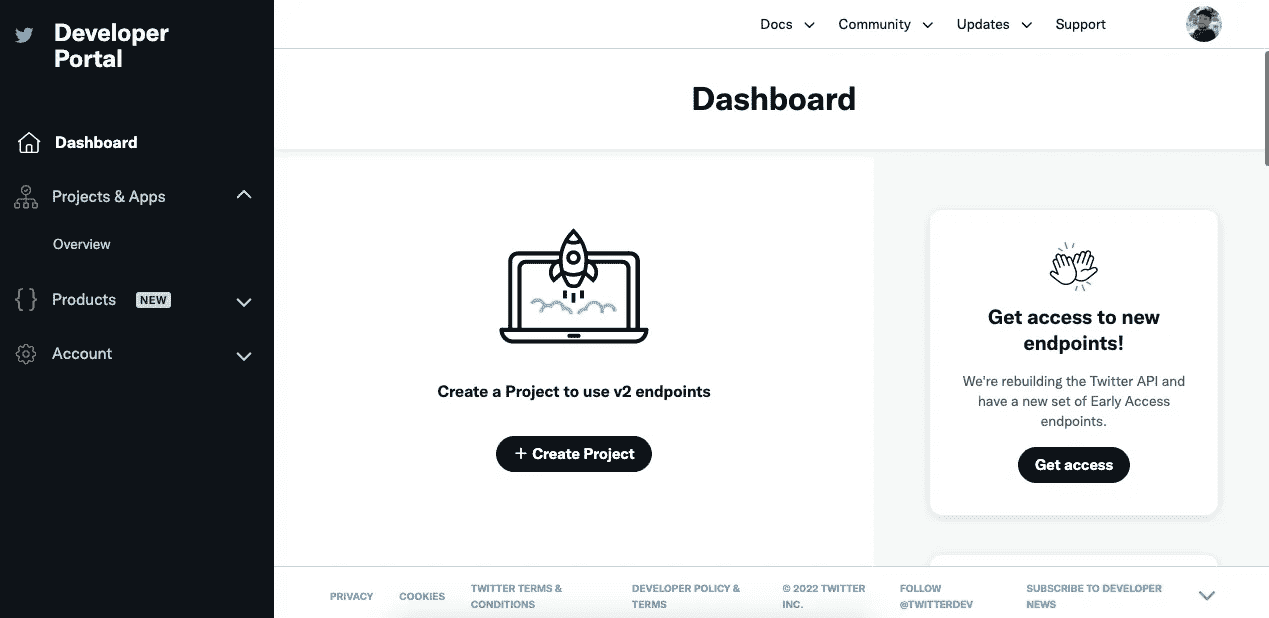 Developer
Portal
Dashboard
Projects & Apps
Overview
Products NEW
Account
Docs Community Updates Support
Dashboard
Create a Project to use v2 endpoints
+ Create Project
Get access to new
endpoints!
We're rebuilding the Twitter API and
have a new set of Early Access
endpoints.
Get access
PRIVACY
COOKIES
TWITTER TERMS &
CONDITIONS
DEVELOPER POLICY &
TERMS
© 2022 TWITTER
INC.
FOLLOW
@TWITTERDEV
SUBSCRIBE TO DEVELOPER
NEWS